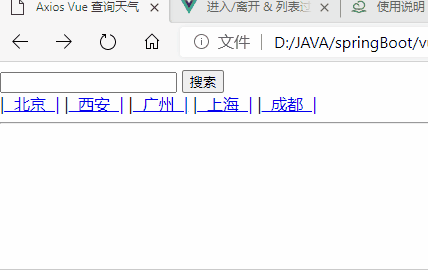 Axios Vue 查询天气 进入/离开 & 列表过 使用说明
文件 D:/JAVA/springBoot/vu
搜索
| 北京 | | 西安 | | 广州 | | 上海 | | 成都 |